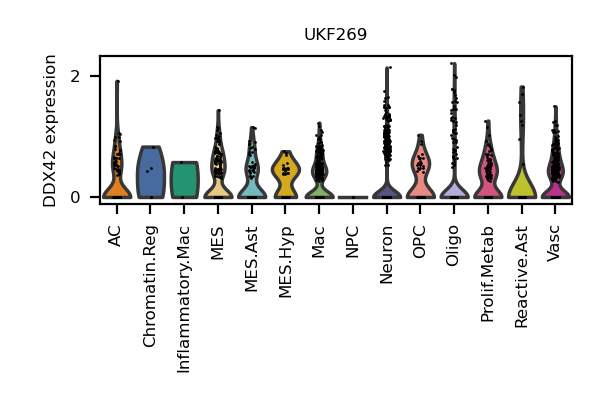 UKF269
DDX42 expression
2
0
AC
Chromatin.Reg
Inflammatory.Mac
MES
MES.Ast
MES.Hyp
Mac
NPC
Neuron
OPC
Oligo
Prolif.Metab
Reactive.Ast
Vasc